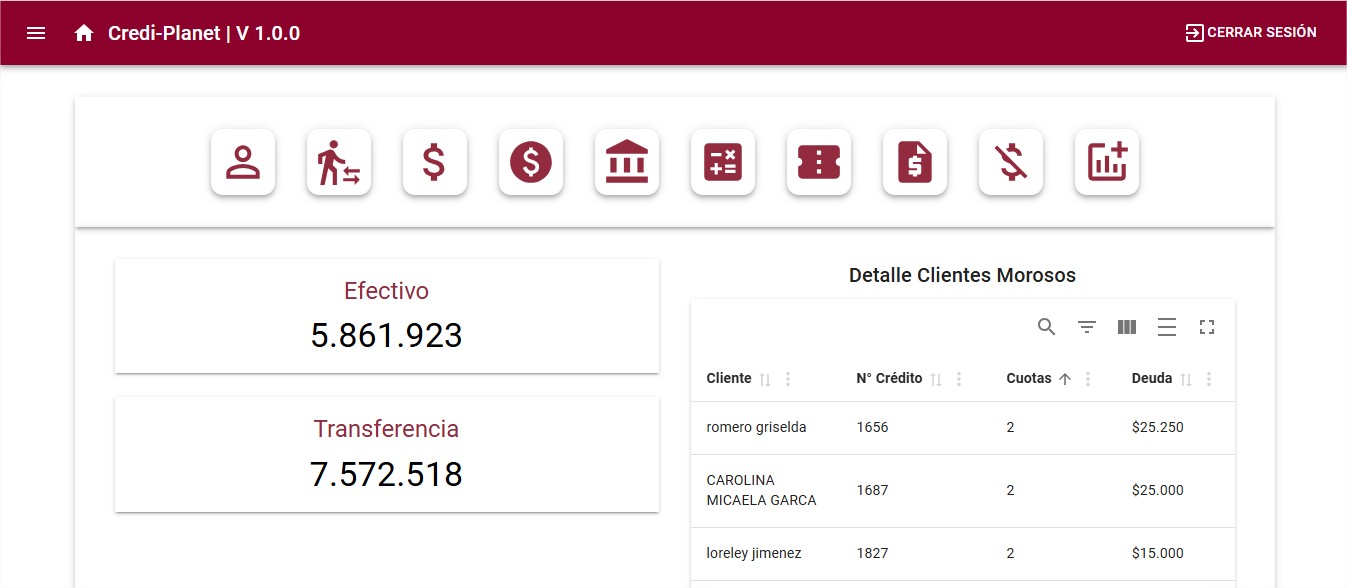 Credi-Planet | V 1.0.0
CERRAR SESIÓN
Efectivo
5.861.923
Transferencia
7.572.518
Detalle Clientes Morosos
Cliente N° Crédito Cuotas Deuda
romero griselda 1656 2 $25.250
CAROLINA
MICAELA GARCA 1687 2 $25.000
loreley jimenez 1827 2 $15.000